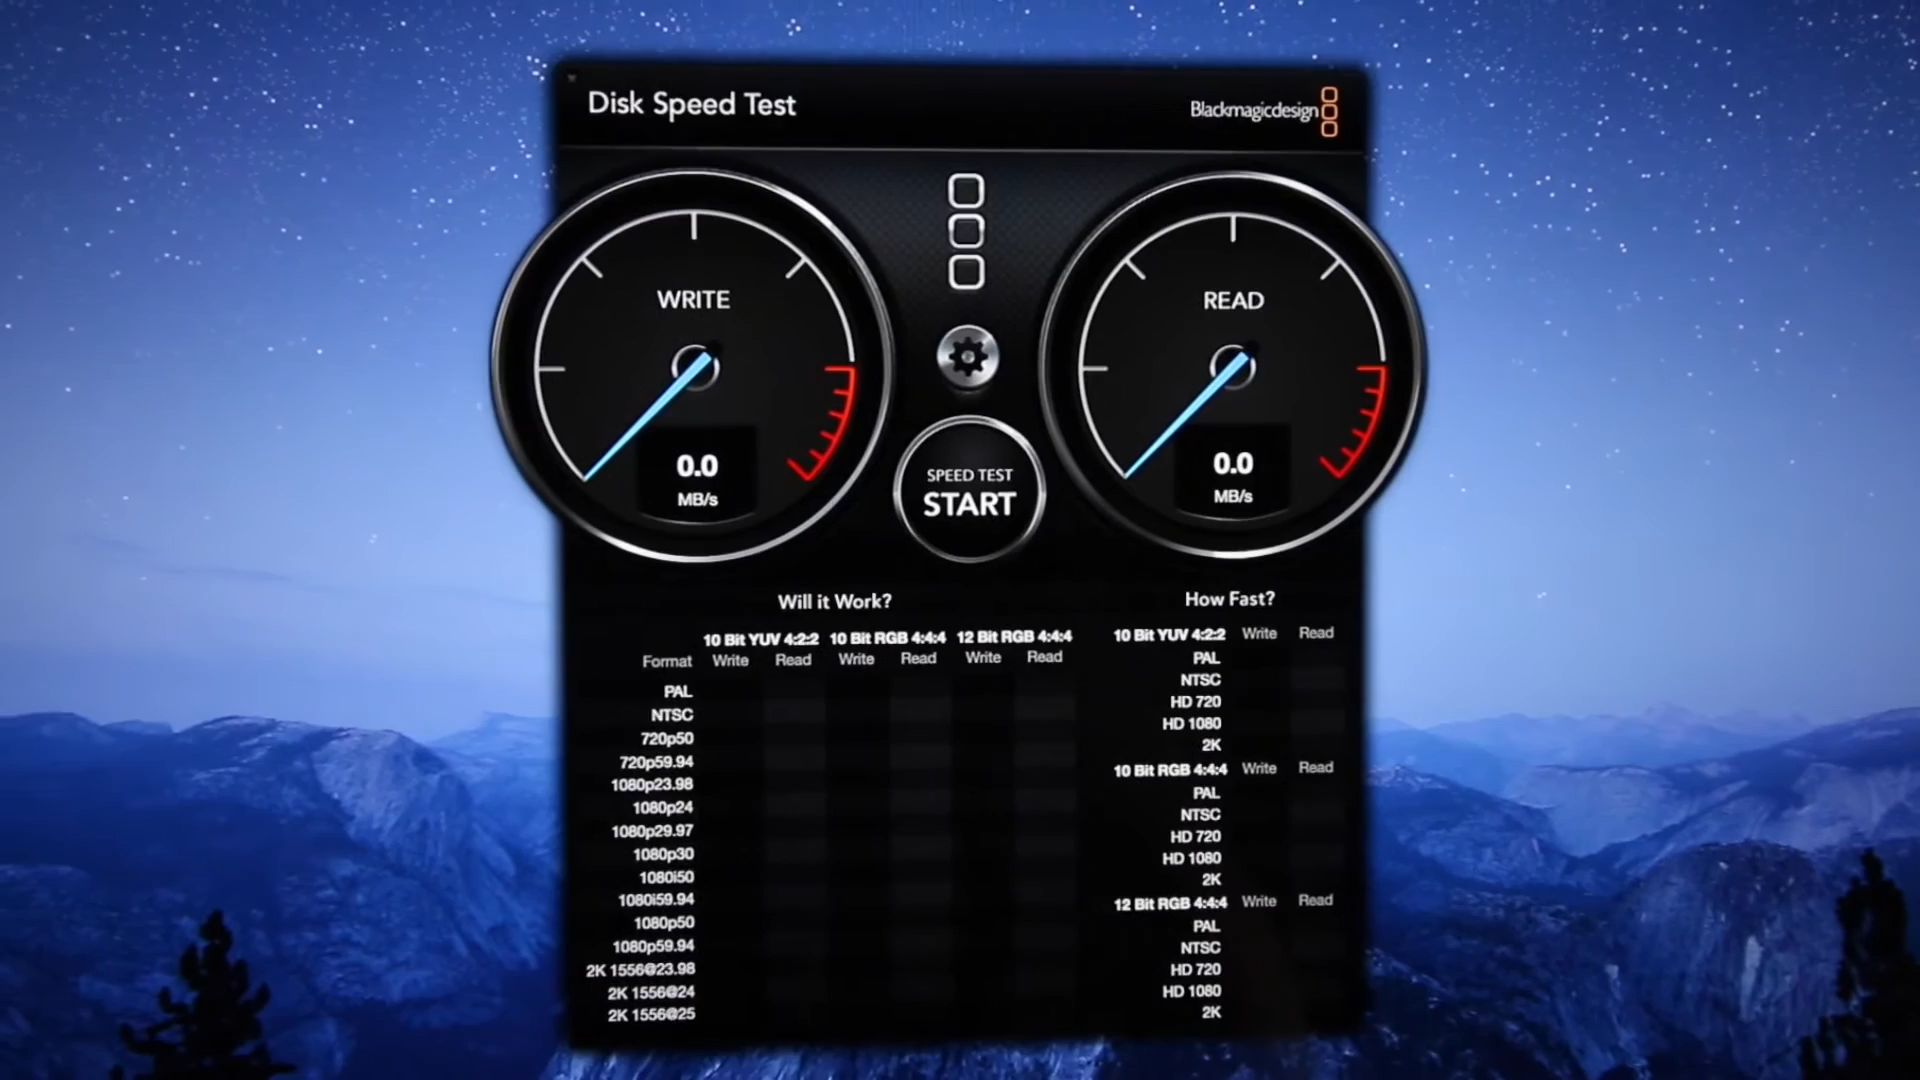 Disk Speed Test
Blackmagicdesign
WRITE
0.0
MB/s
SPEED TEST
START
READ
0.0
MB/s
Will it Work?
10 Bit YUV 4:2:2 10 Bit RGB 4:4:4 12 Bit RGB 4:4:4
Format Write Read Write Read Write Read
PAL
NTSC
720p50
720p59.94
1080p23.98
1080p24
1080p29.97
1080p30
1080i50
1080i59.94
1080p50
1080p59.94
2K 1556@23.98
2K 1556@24
2K 1556@25
How Fast?
10 Bit YUV 4:2:2 Write Read
PAL
NTSC
HD 720
HD 1080
2K
10 Bit RGB 4:4:4 Write Read
PAL
NTSC
HD 720
HD 1080
2K
12 Bit RGB 4:4:4 Write Read
PAL
NTSC
HD 720
HD 1080
2K